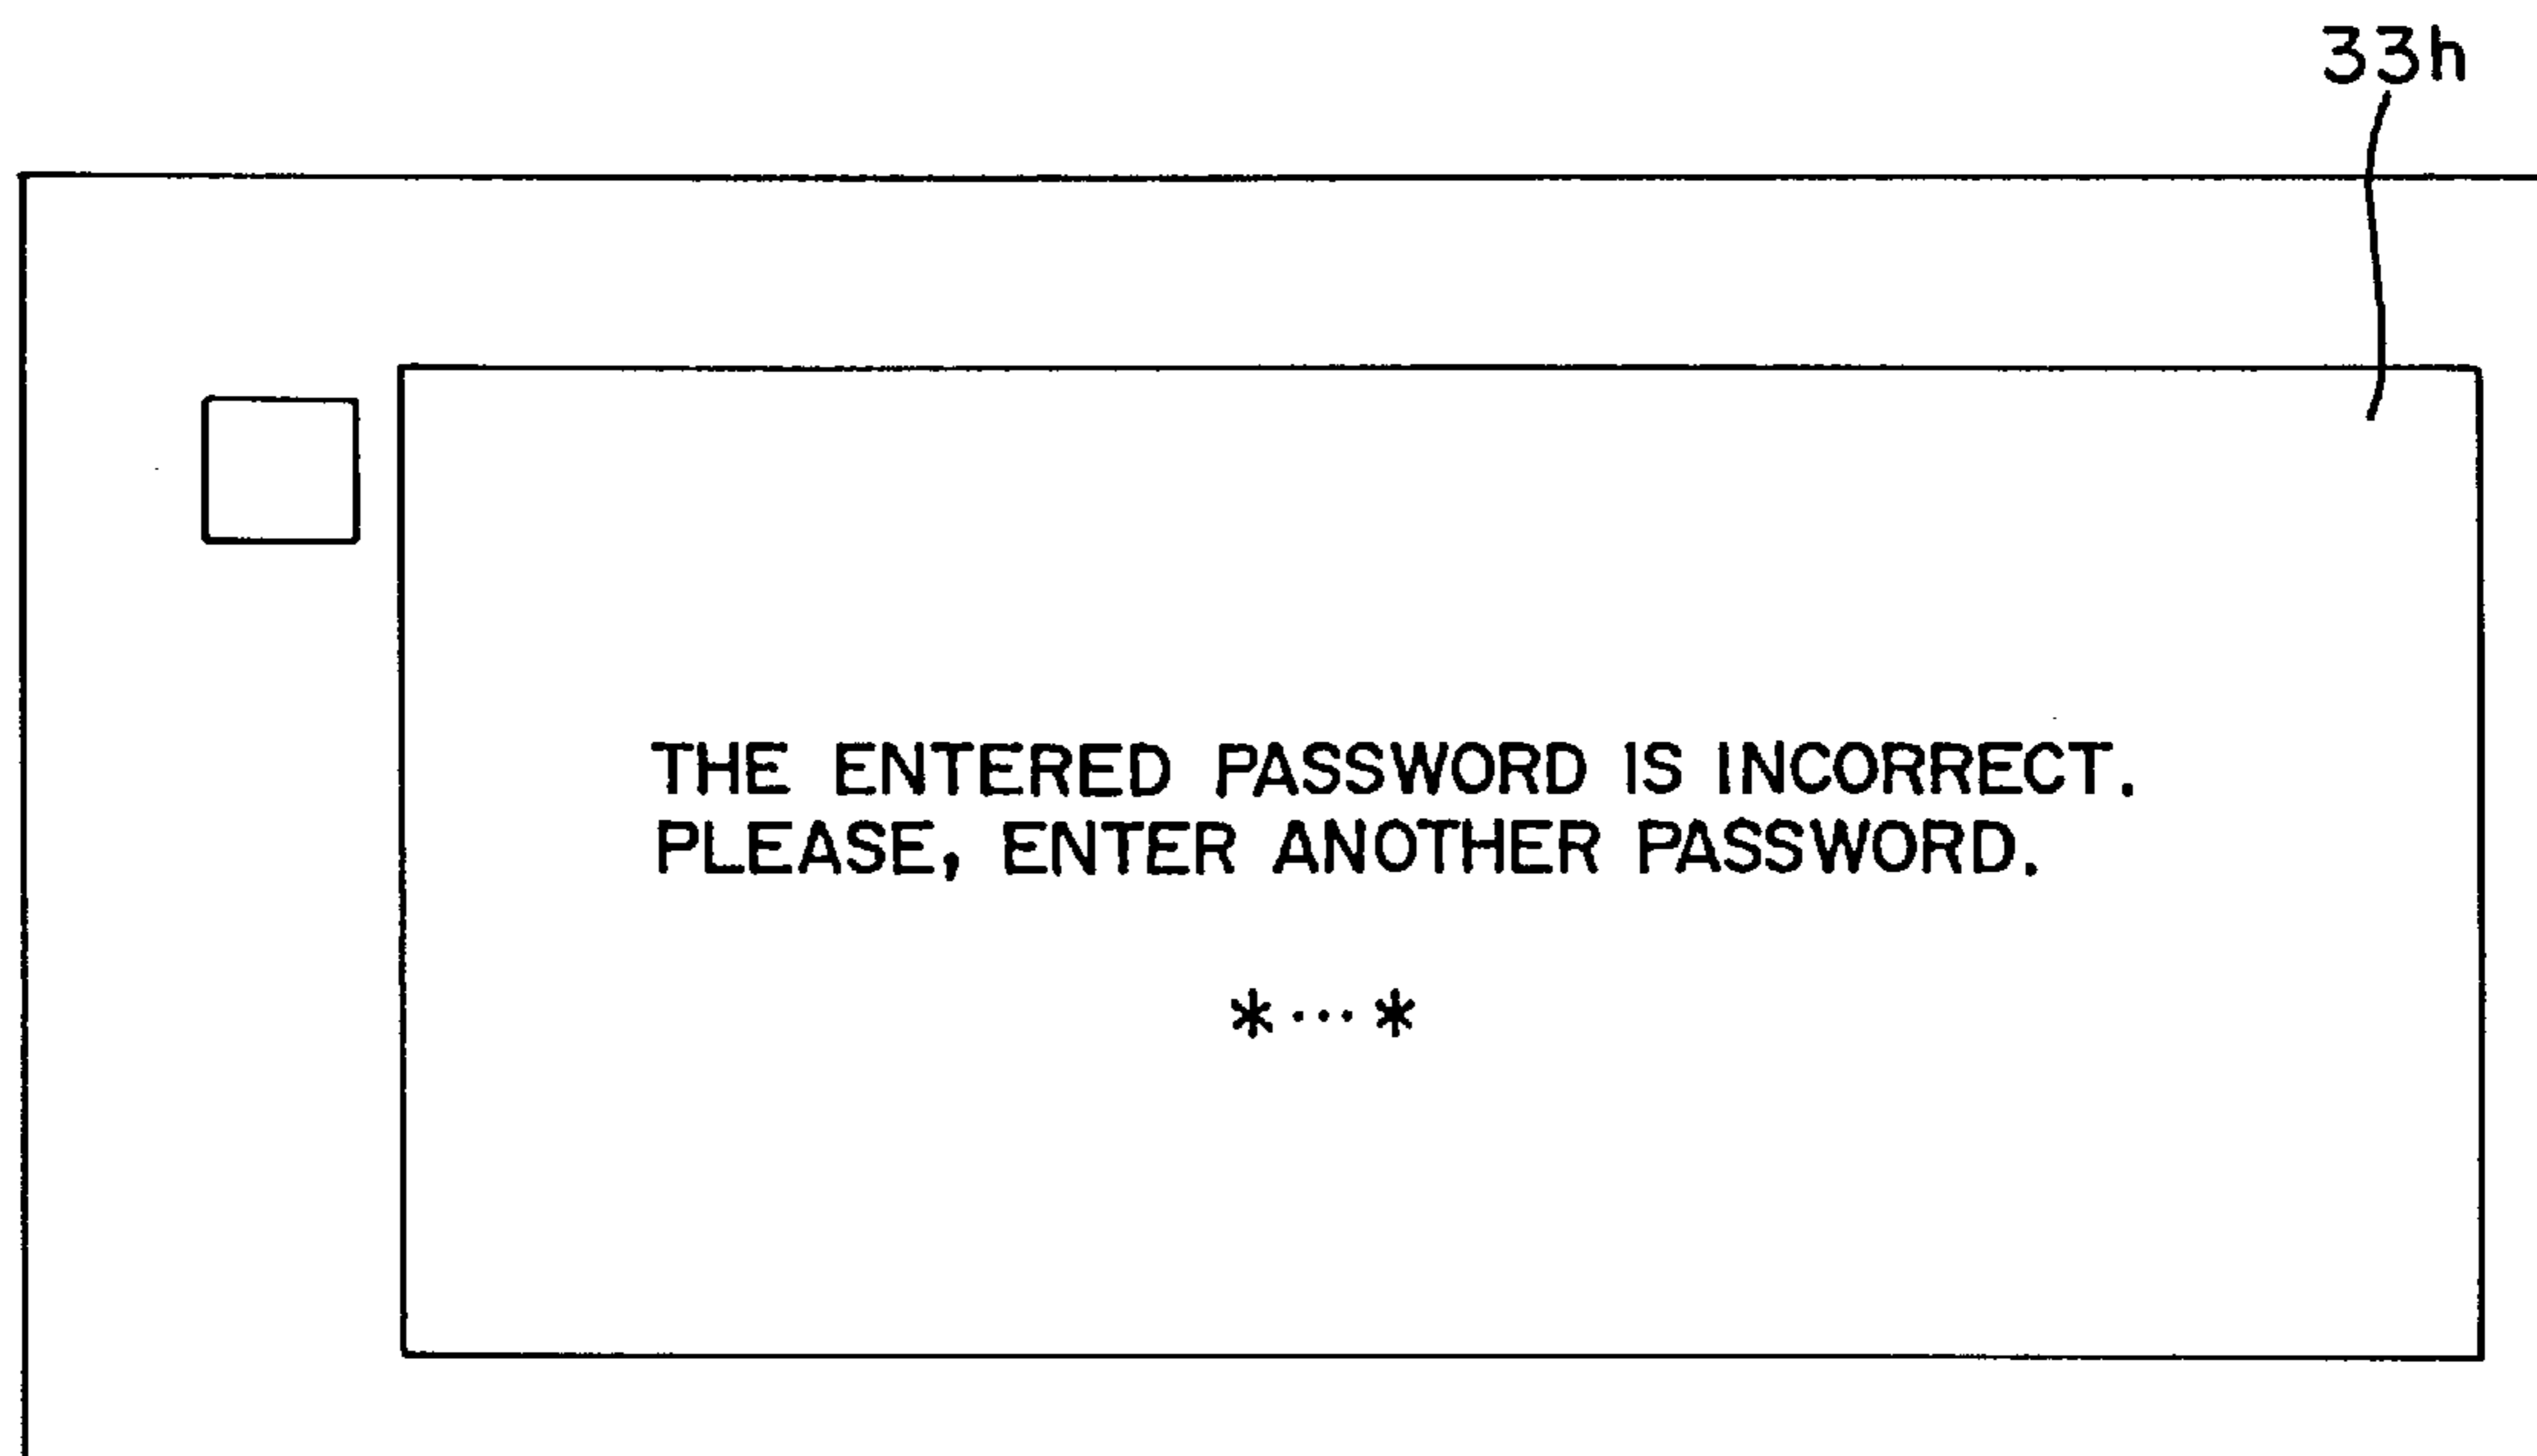 33h
THE ENTERED PASSWORD IS INCORRECT.
PLEASE, ENTER ANOTHER PASSWORD.
*···*